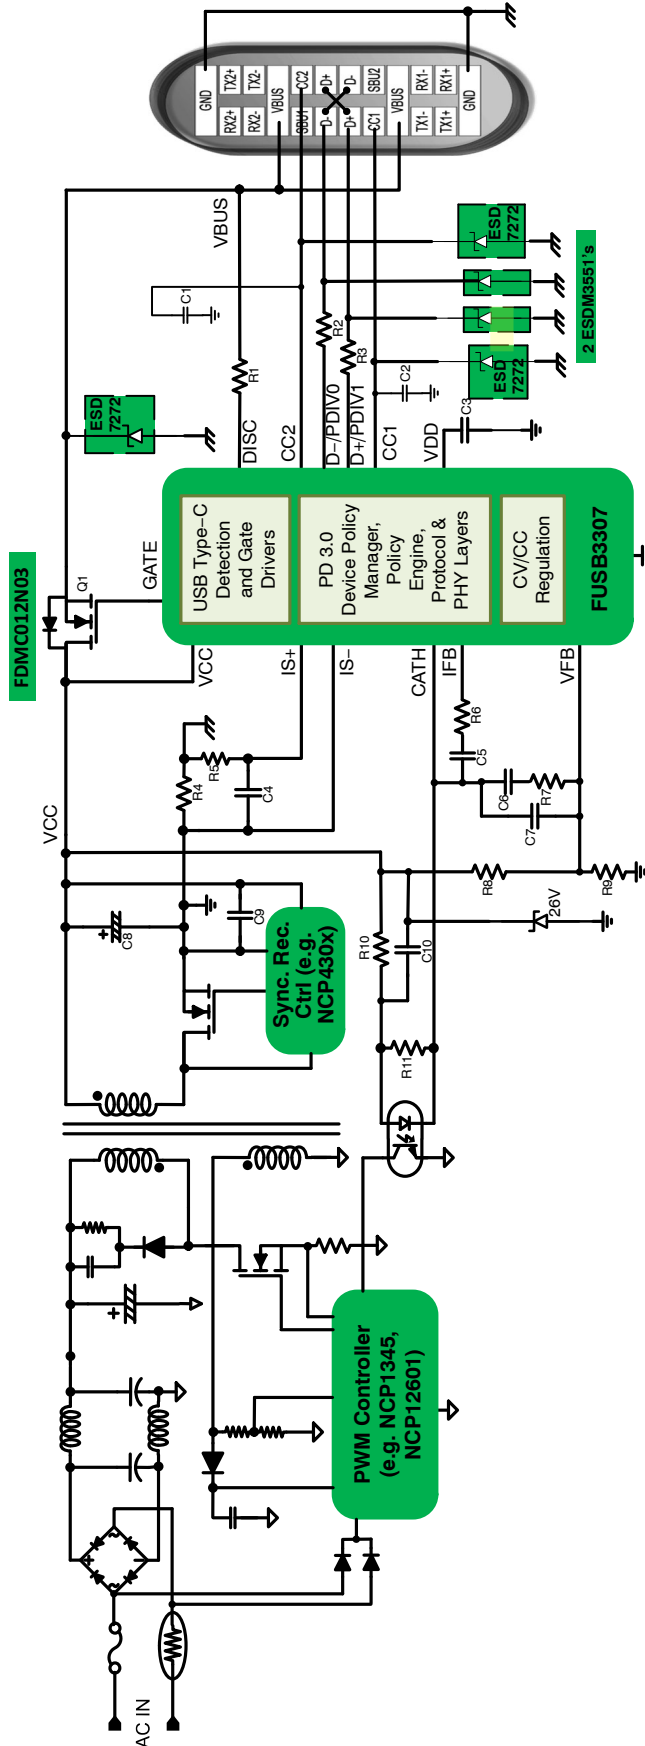 AC IN
PWM Controller
(e.g. NCP1345,
NCP12601)
VCC
+
+
C8
C9
Sync. Rec.
Ctrl (e.g.
NCP430x)
R4
R5
C4
R10
C10
R11
R8
R9
26V
C7
C6
R7
C5
R6
FDMC012N03
Q1
GATE
VCC
IS+
IS−
CATH
IFB
VFB
USB Type−C
Detection
and Gate
Drivers
PD 3.0
Device Policy
Manager,
Policy
Engine,
Protocol &
PHY Layers
CV/CC
Regulation
FUSB3307
DISC
CC2
D−/PDIV0
D+/PDIV1
CC1
VDD
ESD
7272
R1
C1
R2
R3
C2
C3
VBUS
ESD
7272
ESD
7272
2 ESDM3551's
GND
TX2+
TX2-
VBUS
CC2
D+
D-
SBU2
VBUS
RX1-
RX1+
GND
RX2+
RX2-
SBU1
D-
D+
CC1
TX1-
TX1+